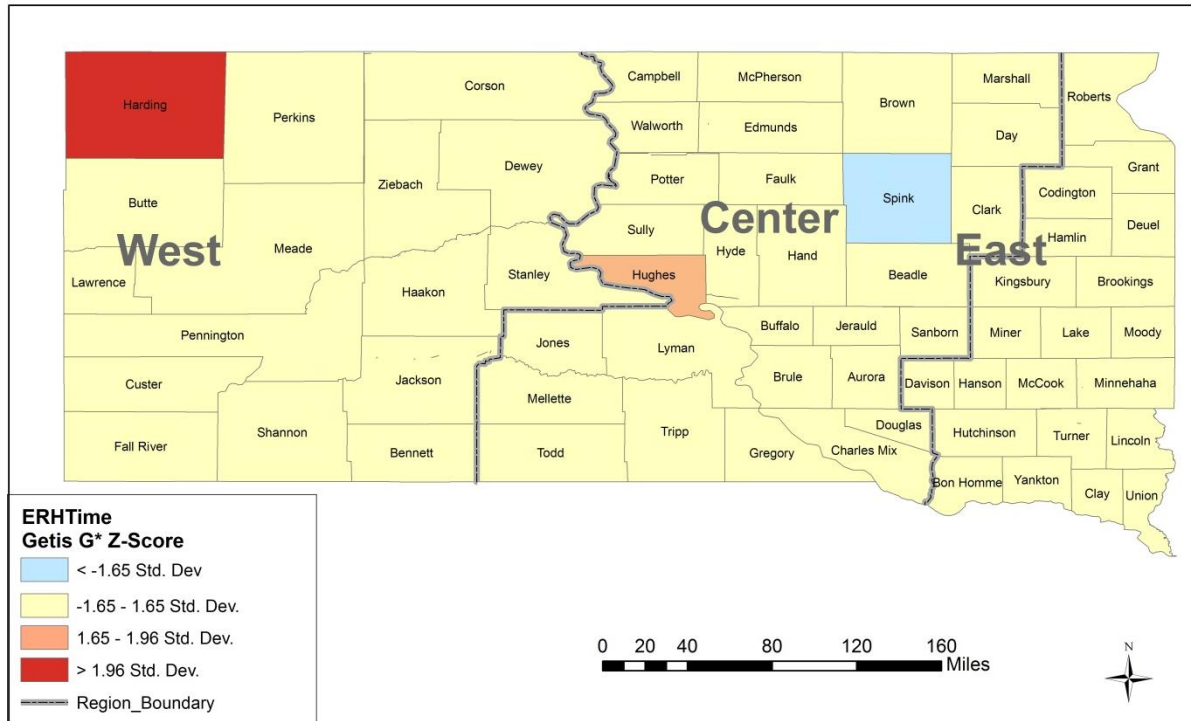 Harding
Perkins
Corson
Campbell
McPherson
Brown
Marshall
Roberts
Walworth
Edmunds
Day
Dewey
Ziebach
Potter
Faulk
Spink
Grant
Codington
Butte
Clark
Deuel
Hamlin
West
Center
East
Meade
Sully
Hyde
Hand
Lawrence
Stanley
Hughes
Beadle
Kingsbury
Brookings
Haakon
Pennington
Buffalo
Jerauld
Sanborn
Miner
Lake
Moody
Jones
Lyman
Custer
Jackson
Brule
Aurora
Davison
Hanson
McCook
Minnehaha
Mellette
Fall River
Shannon
Bennett
Todd
Tripp
Gregory
Douglas
Charles Mix
Hutchinson
Turner
Lincoln
Bon Homme
Yankton
Clay
Union
ERHTime
Getis G* Z-Score
< -1.65 Std. Dev
-1.65 - 1.65 Std. Dev.
1.65 - 1.96 Std. Dev.
> 1.96 Std. Dev.
Region_Boundary
0 20 40 80 120 160
Miles
N